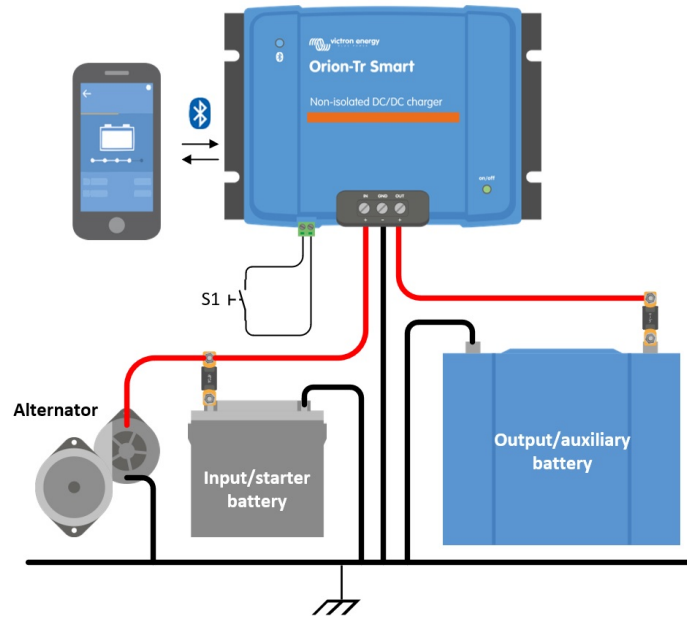 victron energy
Orion-Tr Smart
Non-isolated DC/DC charger
on/off
IN GND OUT
+ - +
S1
Alternator
Input/starter
battery
Output/auxiliary
battery